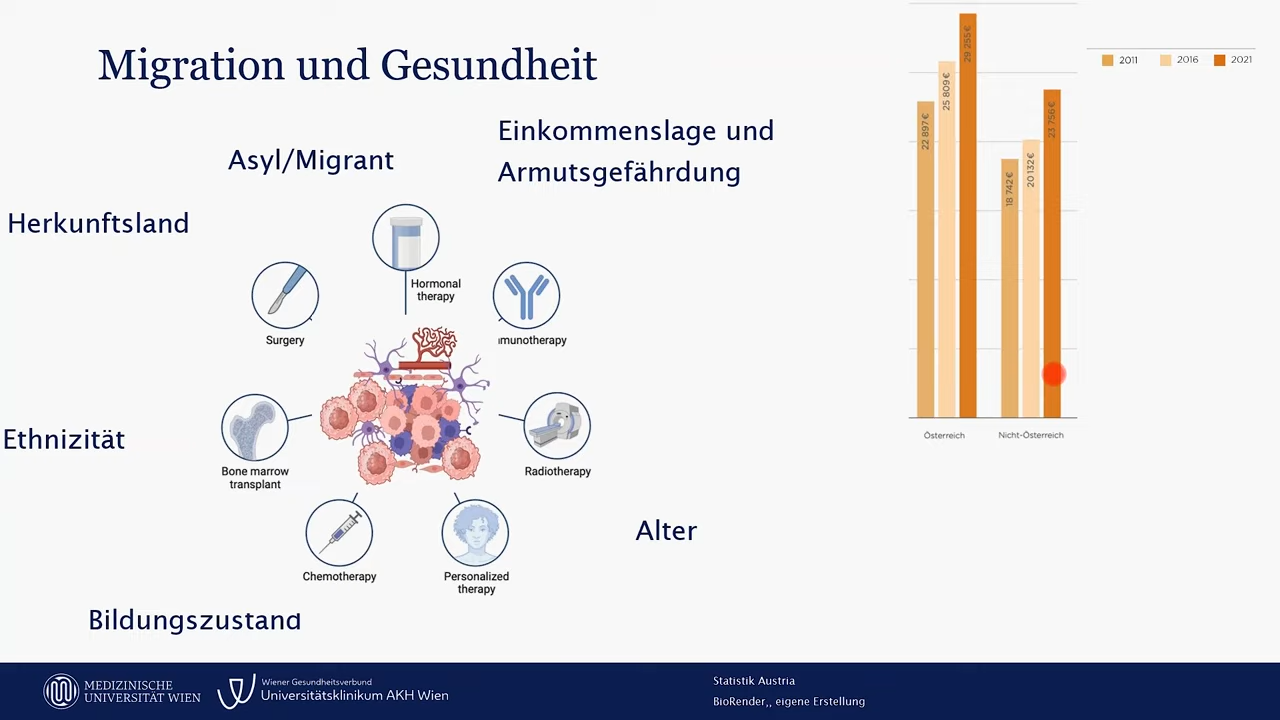 Migration und Gesundheit
Asyl/Migrant
Einkommenslage und
Armutsgefährdung
Herkunftsland
Hormonal
therapy
Surgery
munotherapy
Ethnizität
Bone marrow
transplant
Radiotherapy
Chemotherapy
Personalized
therapy
Alter
Bildungszustand
2011
2016
2021
22 897€
25 809€
29 255€
18 742€
20 132€
23 756€
Österreich
Nicht-Österreich
MEDIZINISCHE
UNIVERSITÄT WIEN
Wiener Gesundheitsverbund
Universitätsklinikum AKH Wien
Statistik Austria
BioRender,, eigene Erstellung